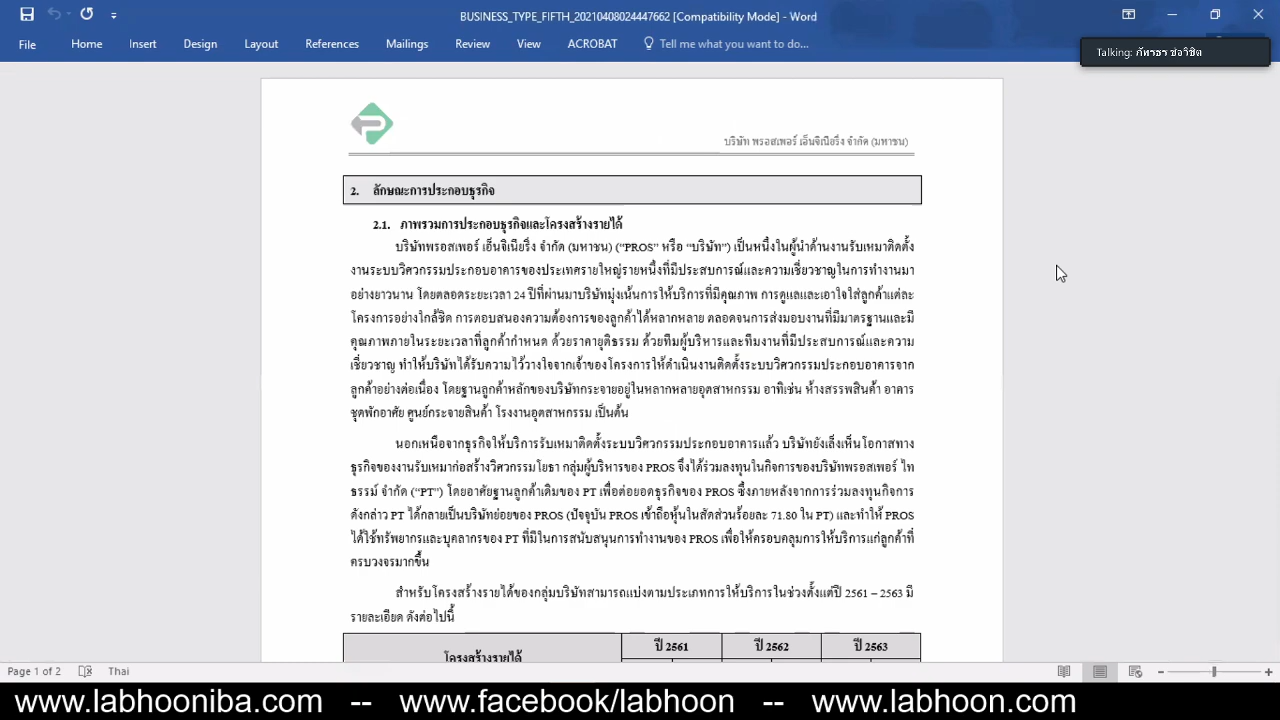 BUSINESS_TYPE_FIFTH_20210408024447662 [Compatibility Mode] - Word
File Home Insert Design Layout References Mailings Review View ACROBAT Tell me what you want to do...
Talking: ภัทรธร ช่อวิชิต
บริษัท พรอสเพอร์ เอ็นจิเนียริ่ง จำกัด (มหาชน)
2. ลักษณะการประกอบธุรกิจ
2.1. ภาพรวมการประกอบธุรกิจและโครงสร้างรายได้
บริษัทพรอสเพอร์ เอ็นจิเนียริ่ง จำกัด (มหาชน) (“PROS” หรือ “บริษัท”) เป็นหนึ่งในผู้นำด้านงานรับเหมาติดตั้ง
งานระบบวิศวกรรมประกอบอาคารของประเทศรายใหญ่รายหนึ่งที่มีประสบการณ์และความเชี่ยวชาญในการทำงานมา
อย่างยาวนาน โดยตลอดระยะเวลา 24 ปีที่ผ่านมาบริษัทมุ่งเน้นการให้บริการที่มีคุณภาพ การดูแลและเอาใจใส่ลูกค้าแต่ละ
โครงการอย่างใกล้ชิด การตอบสนองความต้องการของลูกค้าได้หลากหลาย ตลอดจนการส่งมอบงานที่มีมาตรฐานและมี
คุณภาพภายในระยะเวลาที่ลูกค้ากำหนด ด้วยราคายุติธรรม ด้วยทีมผู้บริหารและทีมงานที่มีประสบการณ์และความ
เชี่ยวชาญ ทำให้บริษัทได้รับความไว้วางใจจากเจ้าของโครงการให้ดำเนินงานติดตั้งระบบวิศวกรรมประกอบอาคารจาก
ลูกค้าอย่างต่อเนื่อง โดยฐานลูกค้าหลักของบริษัทกระจายอยู่ในหลากหลายอุตสาหกรรม อาทิเช่น ห้างสรรพสินค้า อาคาร
ชุดพักอาศัย ศูนย์กระจายสินค้า โรงงานอุตสาหกรรม เป็นต้น
นอกเหนือจากธุรกิจให้บริการรับเหมาติดตั้งระบบวิศวกรรมประกอบอาคารแล้ว บริษัทยังเล็งเห็นโอกาสทาง
ธุรกิจของงานรับเหมาก่อสร้างวิศวกรรมโยธา กลุ่มผู้บริหารของ PROS จึงได้ร่วมลงทุนในกิจการของบริษัทพรอสเพอร์ ไท
ธรรม์ จำกัด (“PT”) โดยอาศัยฐานลูกค้าเดิมของ PT เพื่อต่อยอดธุรกิจของ PROS ซึ่งภายหลังจากการร่วมลงทุนกิจการ
ดังกล่าว PT ได้กลายเป็นบริษัทย่อยของ PROS (ปัจจุบัน PROS เข้าถือหุ้นในสัดส่วนร้อยละ 71.80 ใน PT) และทำให้ PROS
ได้ใช้ทรัพยากรและบุคลากรของ PT ที่มีในการสนับสนุนการทำงานของ PROS เพื่อให้ครอบคลุมการให้บริการแก่ลูกค้าที่
ครบวงจรมากขึ้น
สำหรับโครงสร้างรายได้ของกลุ่มบริษัทสามารถแบ่งตามประเภทการให้บริการในช่วงตั้งแต่ปี 2561 – 2563 มี
รายละเอียด ดังต่อไปนี้
โครงสร้างรายได้ ปี 2561 ปี 2562 ปี 2563
Page 1 of 2 Thai
www.labhooniba.com -- www.facebook/labhoon -- www.labhoon.com